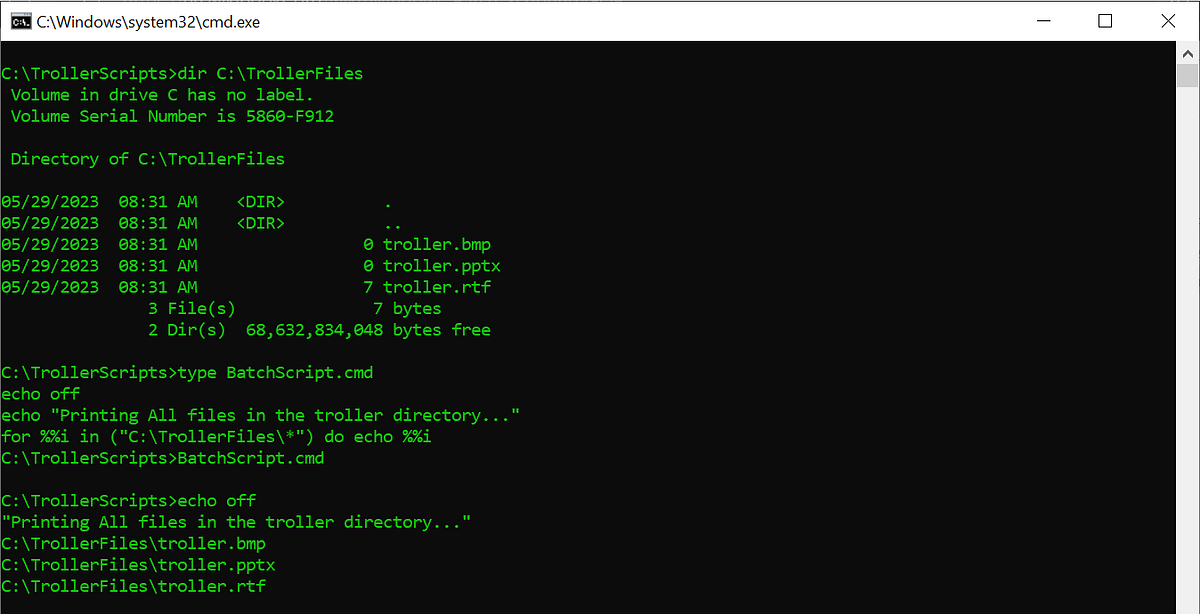 C:\Windows\system32\cmd.exe
C:\TrollerScripts>dir C:\TrollerFiles
 Volume in drive C has no label.
 Volume Serial Number is 5860-F912

 Directory of C:\TrollerFiles

05/29/2023  08:31 AM    <DIR>          .
05/29/2023  08:31 AM    <DIR>          ..
05/29/2023  08:31 AM                 0 troller.bmp
05/29/2023  08:31 AM                 0 troller.pptx
05/29/2023  08:31 AM                 7 troller.rtf
               3 File(s)              7 bytes
               2 Dir(s)  68,632,834,048 bytes free

C:\TrollerScripts>type BatchScript.cmd
echo off
echo "Printing All files in the troller directory..."
for %%i in ("C:\TrollerFiles\*") do echo %%i
C:\TrollerScripts>BatchScript.cmd

C:\TrollerScripts>echo off
"Printing All files in the troller directory..."
C:\TrollerFiles\troller.bmp
C:\TrollerFiles\troller.pptx
C:\TrollerFiles\troller.rtf